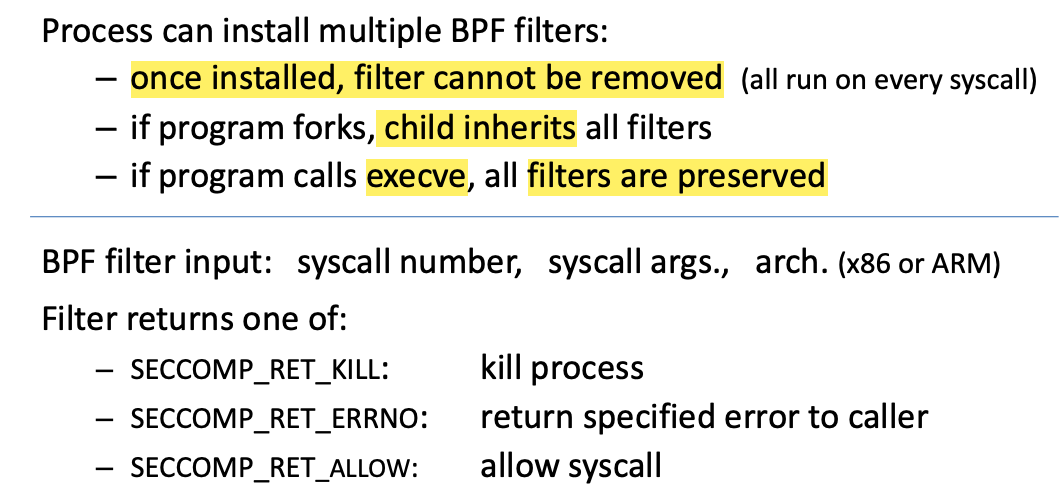 Process can install multiple BPF filters:
– once installed, filter cannot be removed (all run on every syscall)
– if program forks, child inherits all filters
– if program calls execve, all filters are preserved
BPF filter input: syscall number, syscall args., arch. (x86 or ARM)
Filter returns one of:
– SECCOMP_RET_KILL: kill process
– SECCOMP_RET_ERRNO: return specified error to caller
– SECCOMP_RET_ALLOW: allow syscall